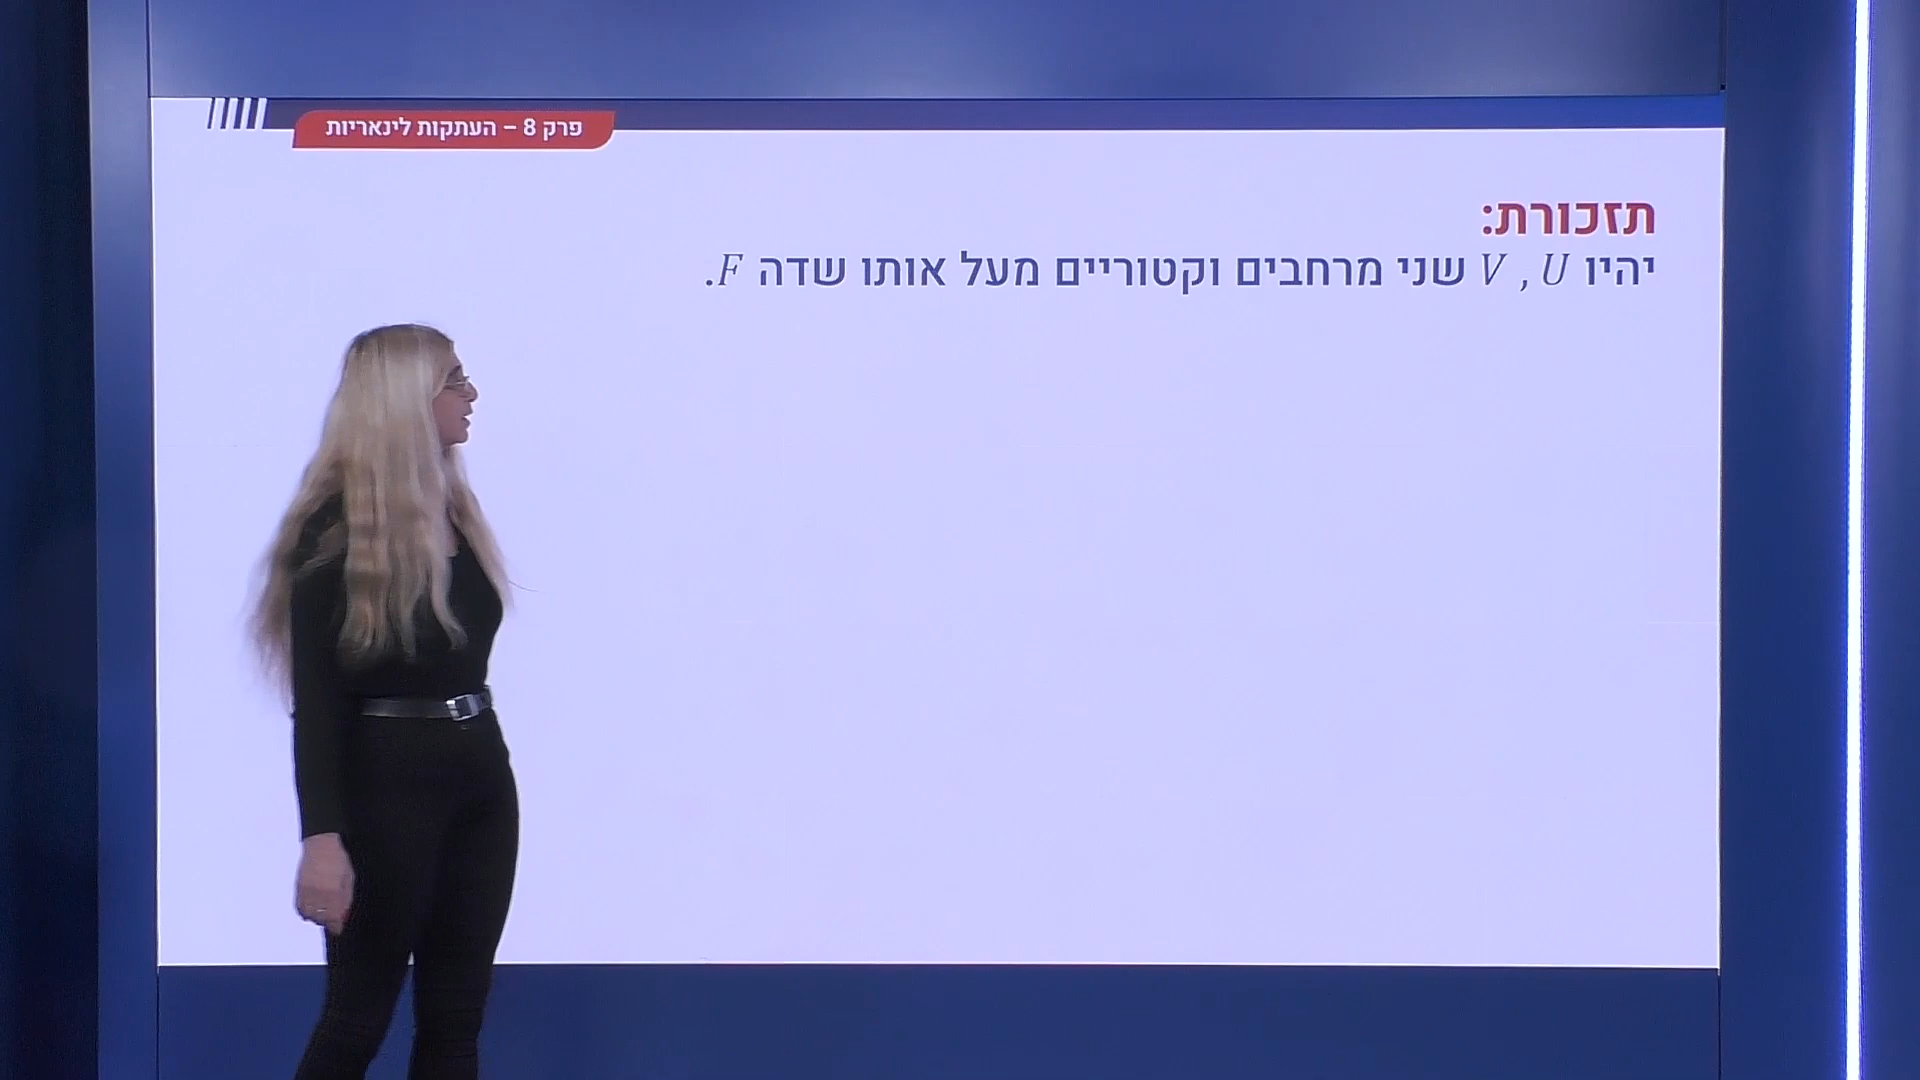 פרק 8 – העתקות לינאריות
תזכורת:
יהיו V , U שני מרחבים וקטוריים מעל אותו שדה F.